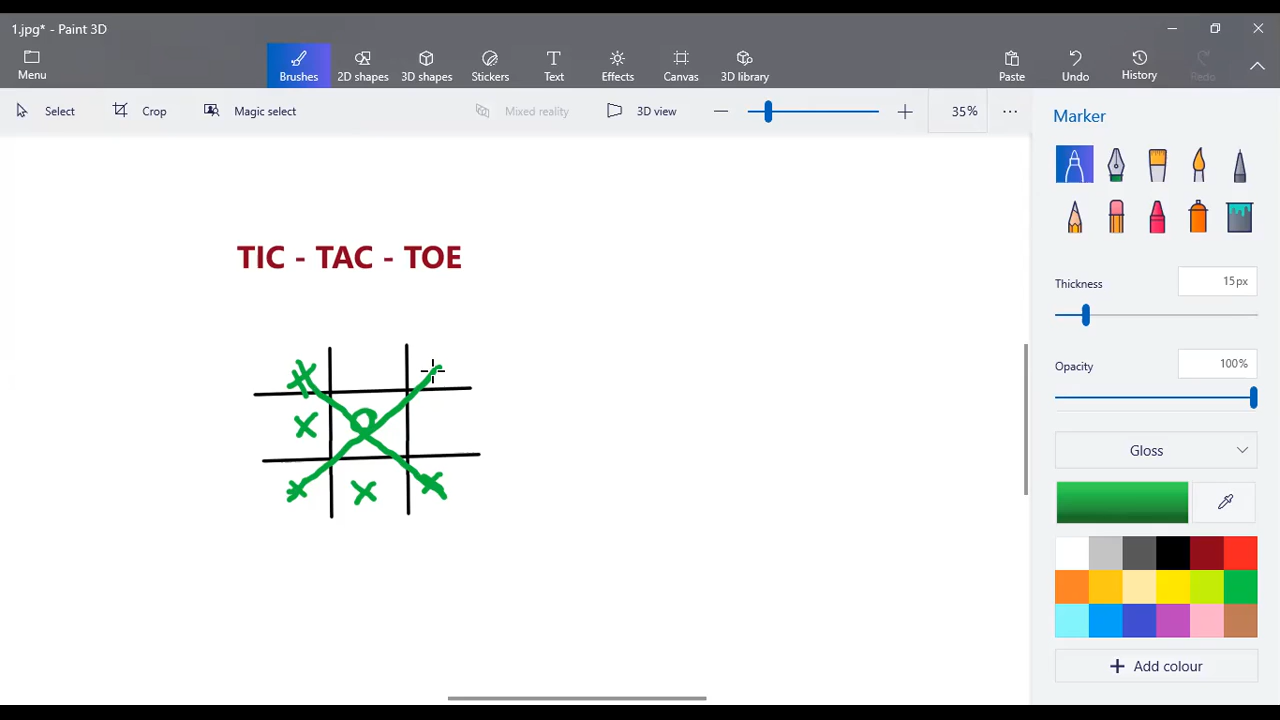 1.jpg* - Paint 3D
Menu
Brushes
2D shapes
3D shapes
Stickers
Text
Effects
Canvas
3D library
Paste
Undo
History
Redo
Select
Crop
Magic select
Mixed reality
3D view
35%
Marker
TIC - TAC - TOE
Thickness
15px
Opacity
100%
Gloss
Add colour
X
X O
X X X